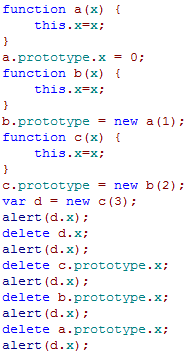 function a(x) {
    this.x=x;
}
a.prototype.x = 0;
function b(x) {
    this.x=x;
}
b.prototype = new a(1);
function c(x) {
    this.x=x;
}
c.prototype = new b(2);
var d = new c(3);
alert(d.x);
delete d.x;
alert(d.x);
delete c.prototype.x;
alert(d.x);
delete b.prototype.x;
alert(d.x);
delete a.prototype.x;
alert(d.x);